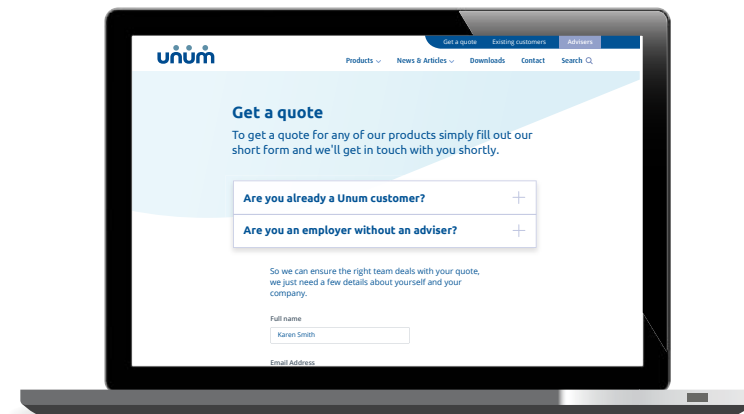 Get a quote Existing customers Advisers
unum
Products News & Articles Downloads Contact Search
Get a quote
To get a quote for any of our products simply fill out our
short form and we'll get in touch with you shortly.
Are you already a Unum customer?
Are you an employer without an adviser?
So we can ensure the right team deals with your quote,
we just need a few details about yourself and your
company.
Full name
Karen Smith
Email Address